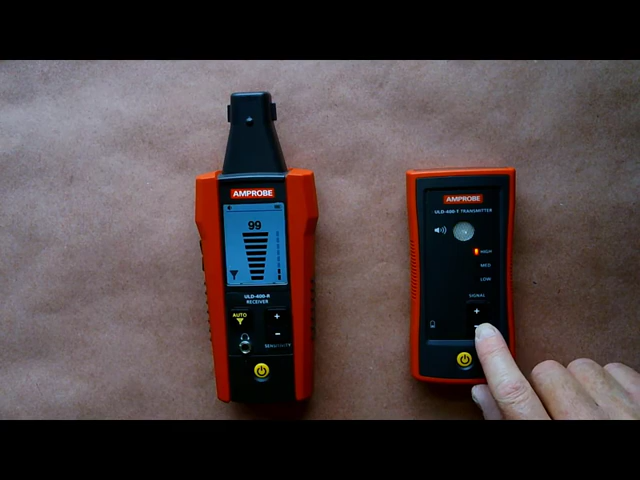 AMPROBE
99
ULD-400-R
RECEIVER
AUTO
+
-
SENSITIVITY
AMPROBE
ULD-400-T TRANSMITTER
HIGH
MED
LOW
SIGNAL
+